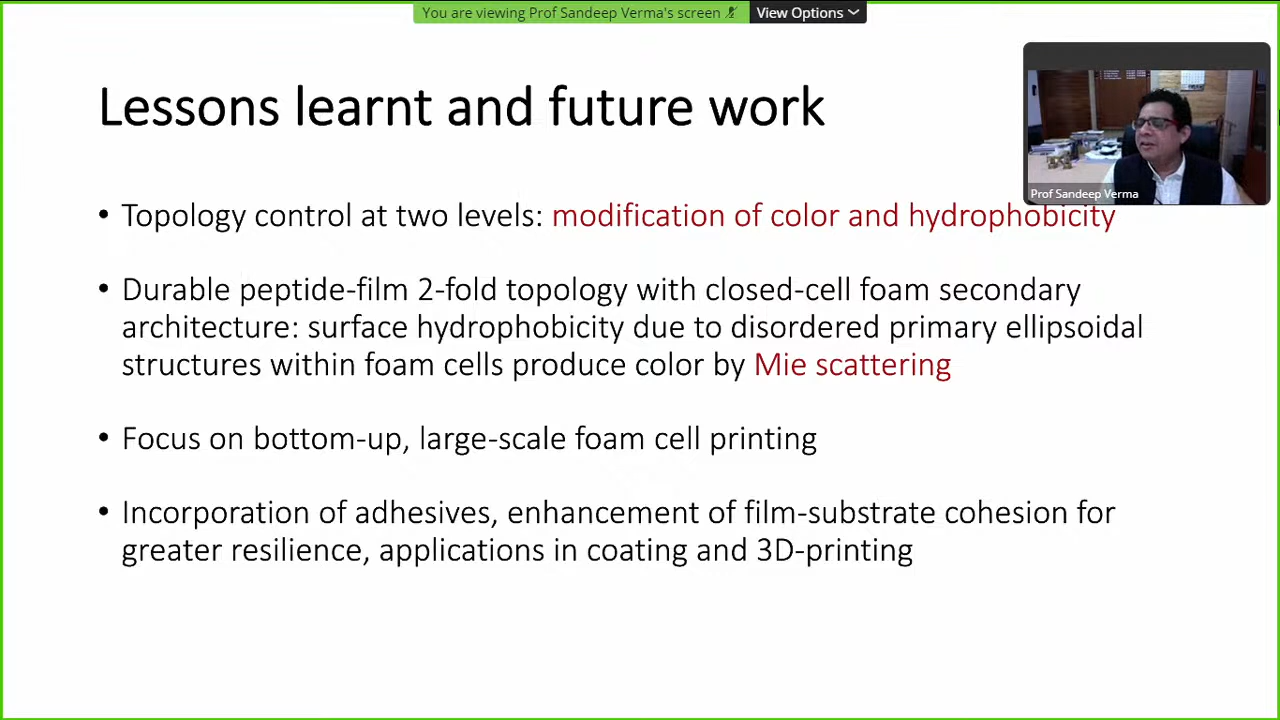 You are viewing Prof Sandeep Verma's screen View Options
Lessons learnt and future work
Prof Sandeep Verma
• Topology control at two levels: modification of color and hydrophobicity
• Durable peptide-film 2-fold topology with closed-cell foam secondary
architecture: surface hydrophobicity due to disordered primary ellipsoidal
structures within foam cells produce color by Mie scattering
• Focus on bottom-up, large-scale foam cell printing
• Incorporation of adhesives, enhancement of film-substrate cohesion for
greater resilience, applications in coating and 3D-printing